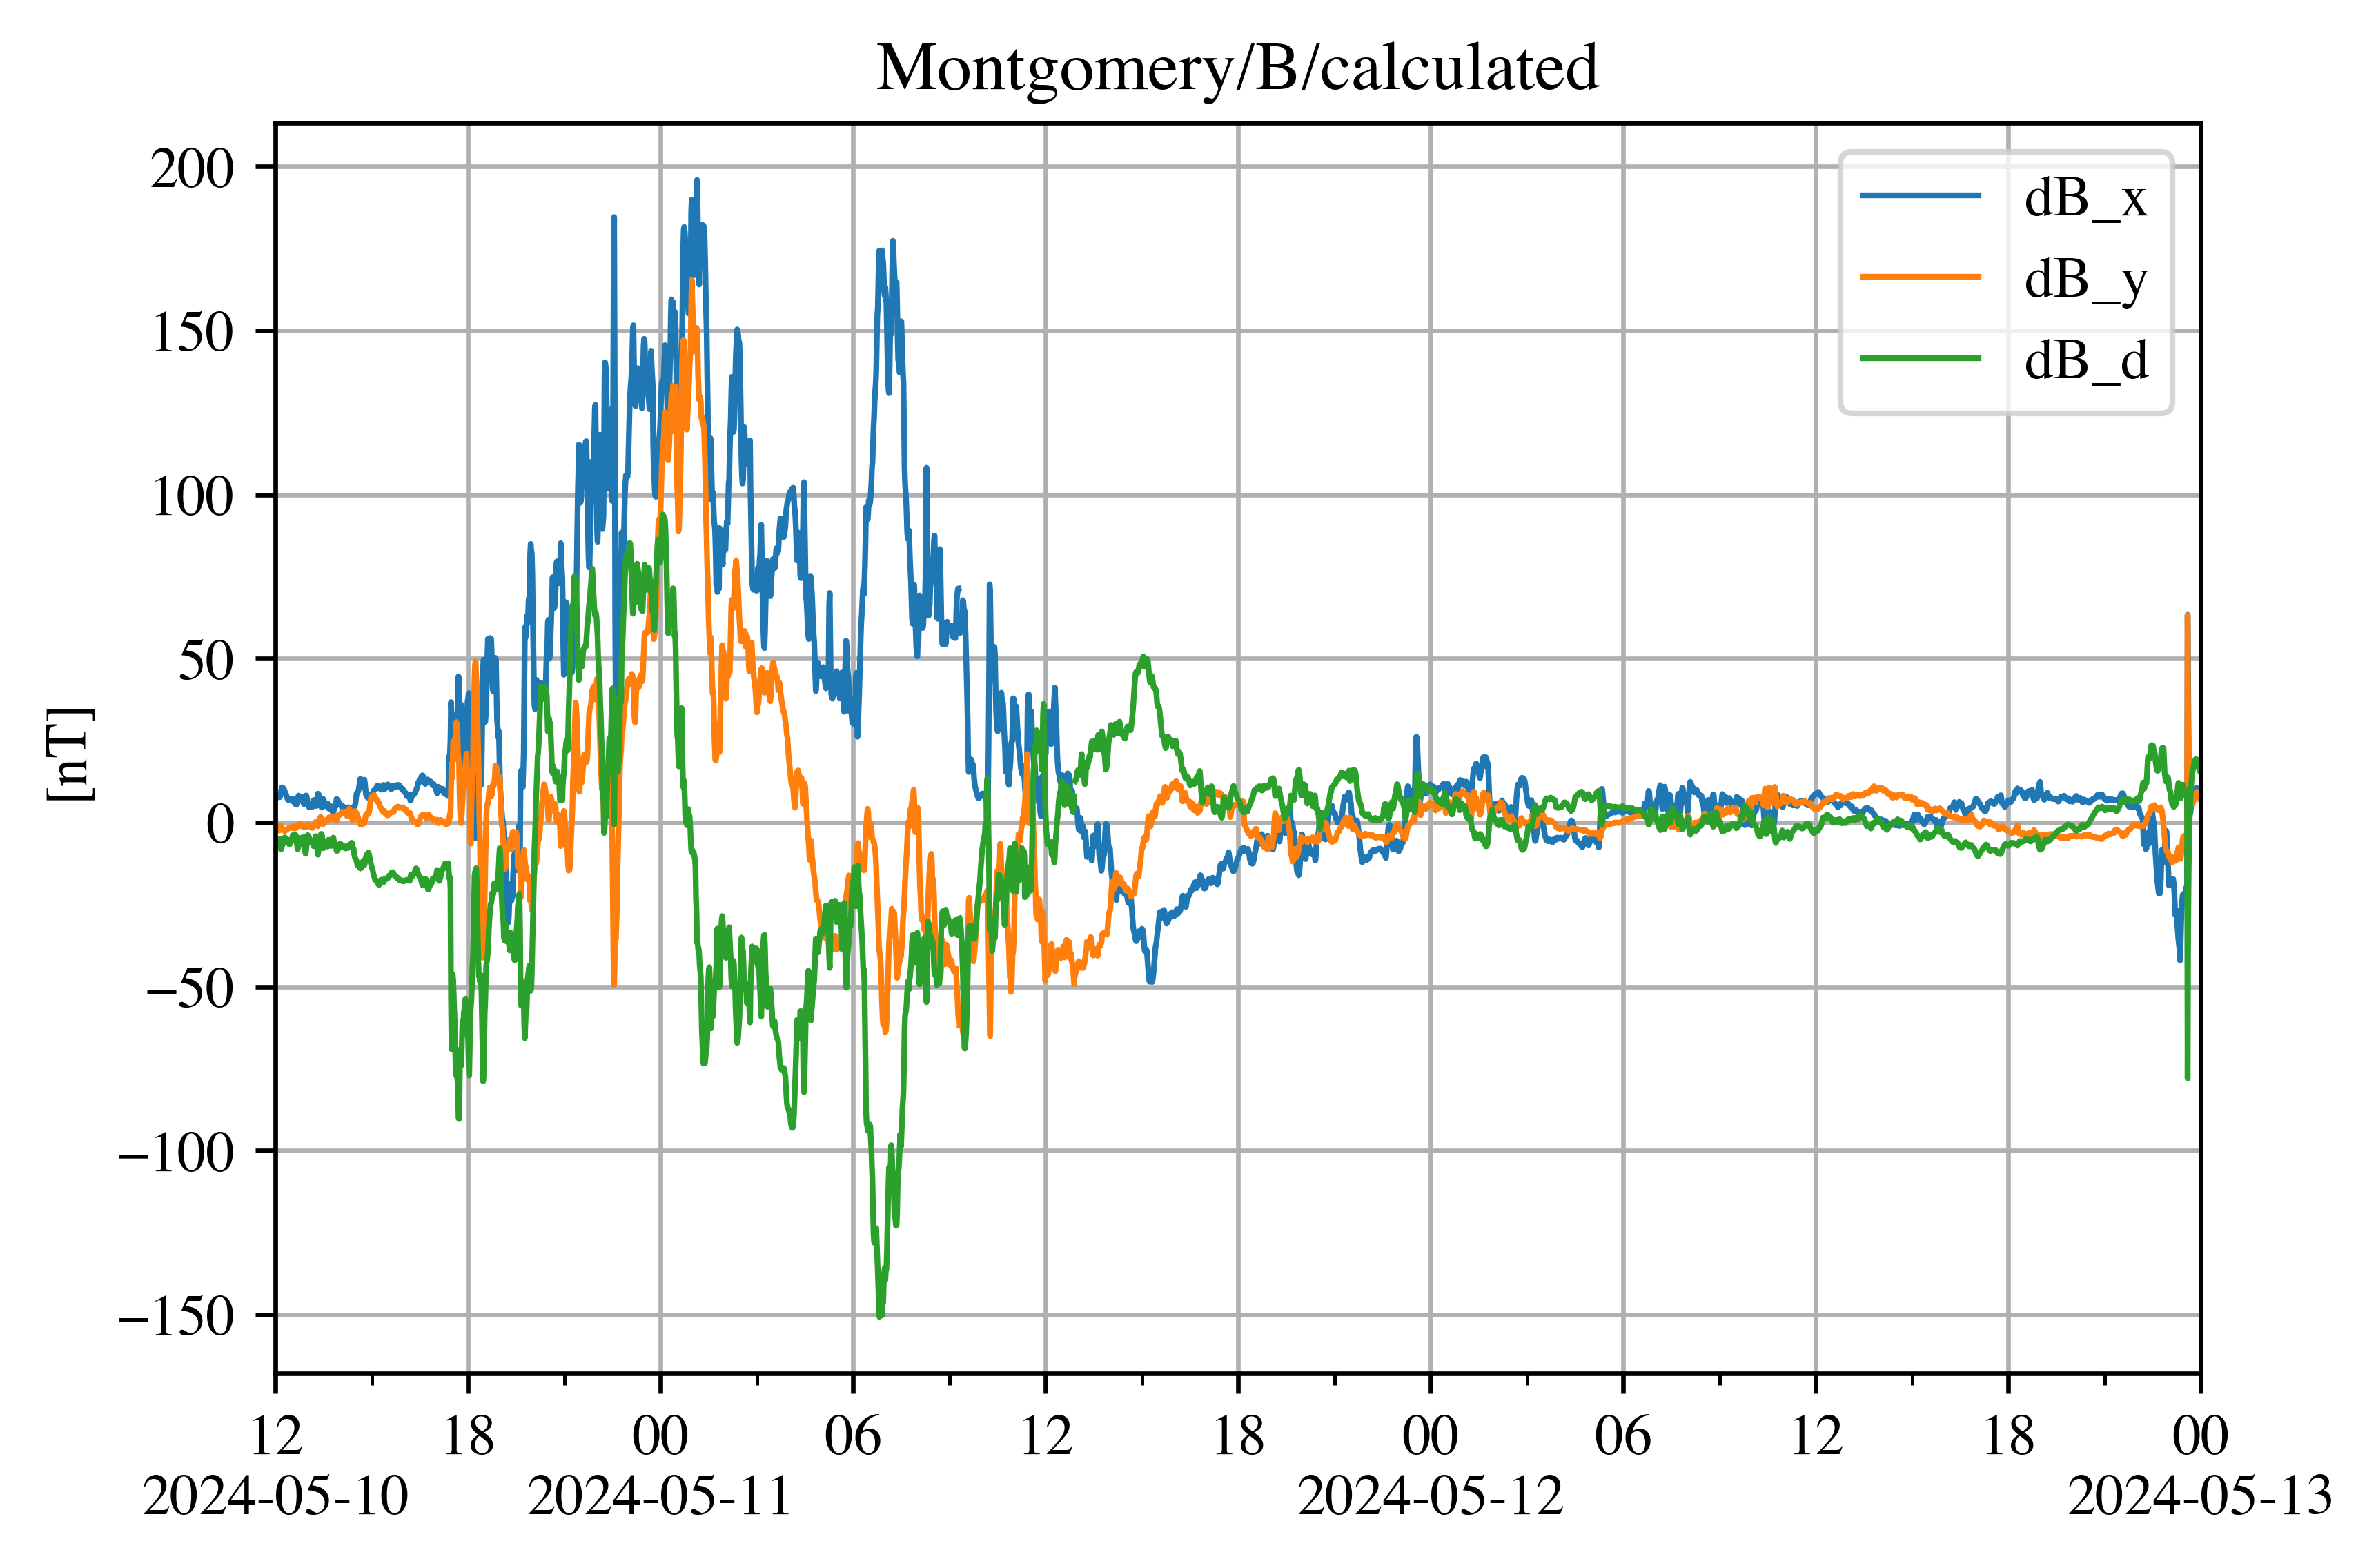 Montgomery/B/calculated
200
150
100
50
0
−50
−100
−150
[nT]
dB_x
dB_y
dB_d
12 18 00 06 12 18 00 06 12 18 00
2024-05-10 2024-05-11 2024-05-12 2024-05-13